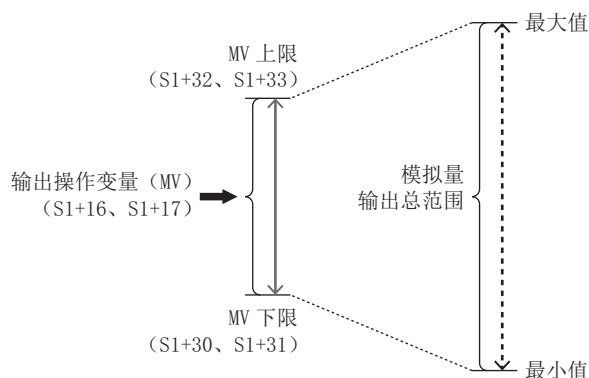 最大值
MV 上限
(S1+32、S1+33)
输出操作变量 (MV)
(S1+16、S1+17)
模拟量
输出总范围
MV 下限
(S1+30、S1+31)
最小值